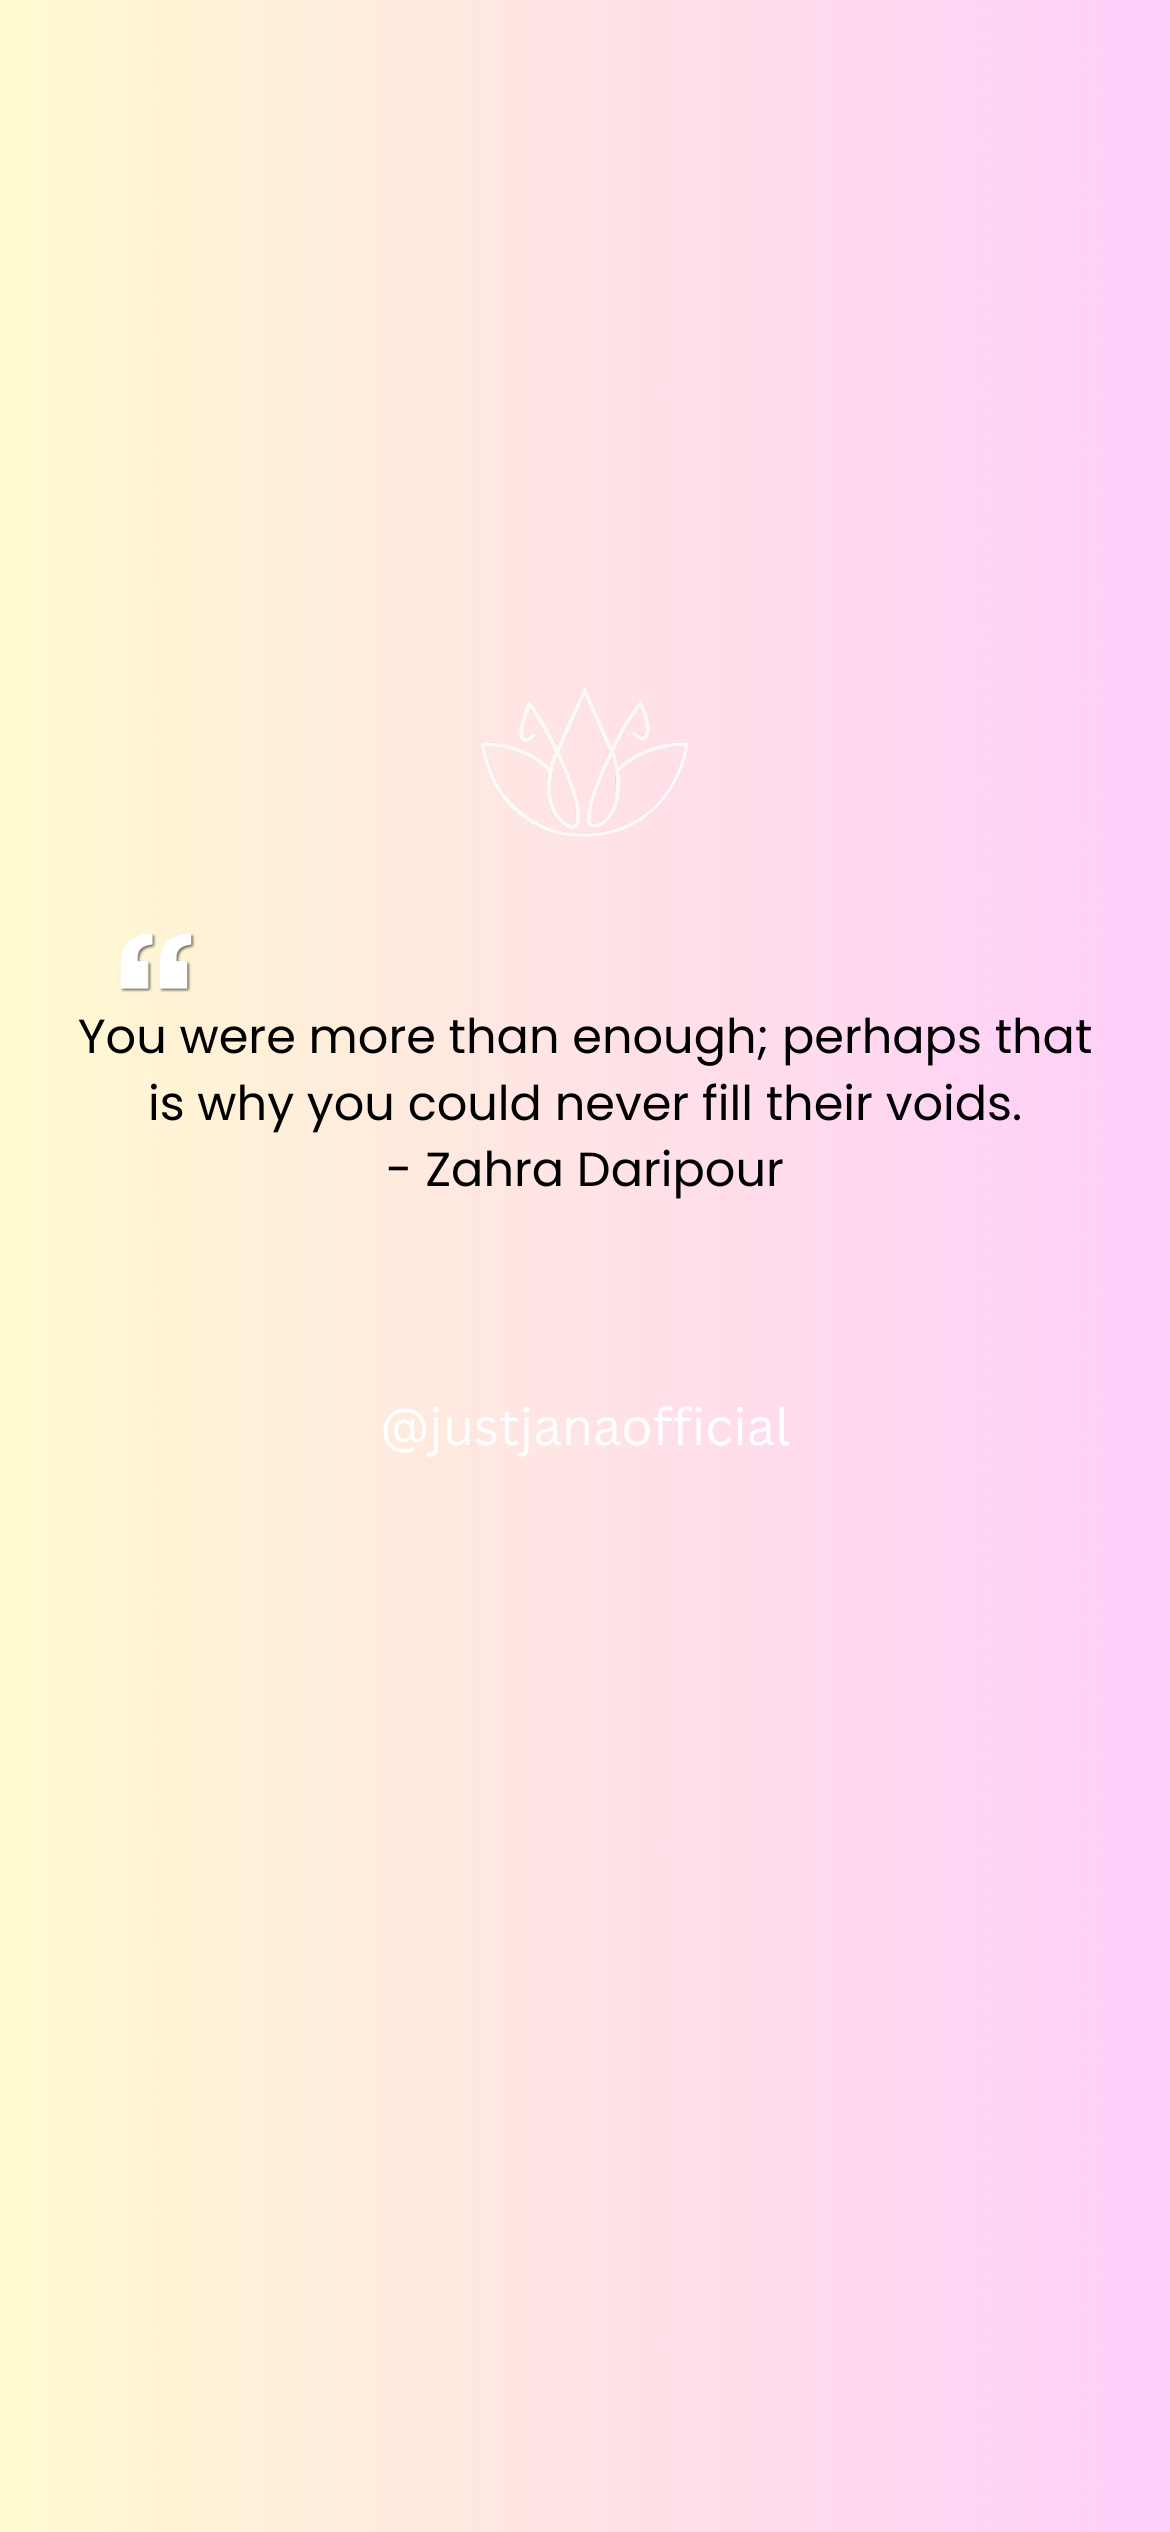 “
You were more than enough; perhaps that
is why you could never fill their voids.
- Zahra Daripour
@justjanaofficial